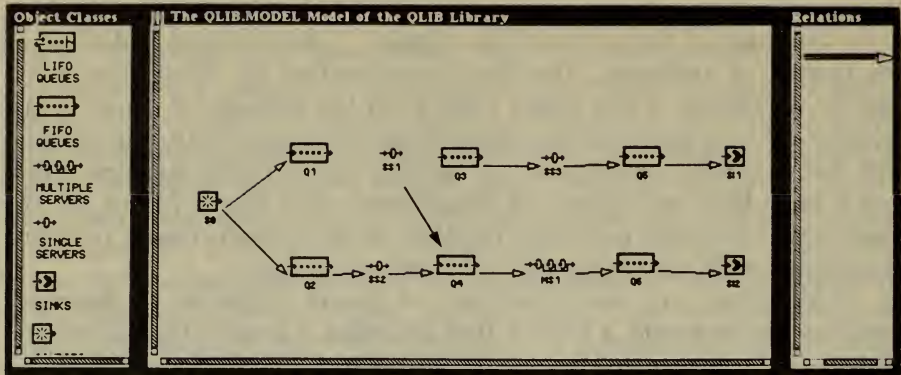 Object Classes
The QLIB.MODEL Model of the QLIB Library
Relations
LIFO
QUEUES
FIFO
QUEUES
MULTIPLE
SERVERS
SINGLE
SERVERS
SINKS
Q1
SS1
Q3
SS3
Q5
SI1
S0
Q2
SS2
Q4
MS1
Q6
SI2